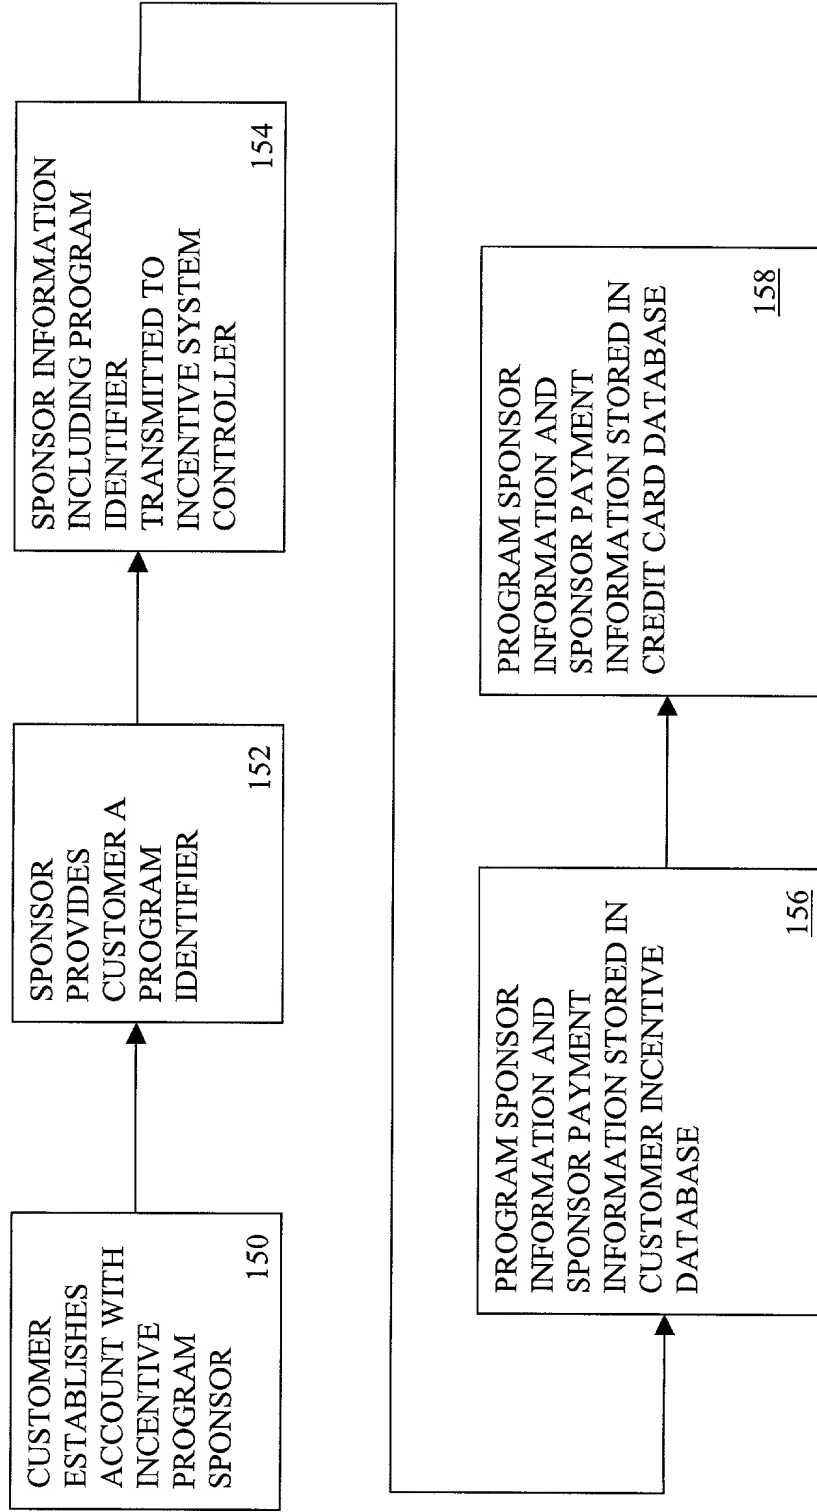 CUSTOMER
ESTABLISHES
ACCOUNT WITH
INCENTIVE
PROGRAM
SPONSOR
150
SPONSOR
PROVIDES
CUSTOMER A
PROGRAM
IDENTIFIER
152
SPONSOR INFORMATION
INCLUDING PROGRAM
IDENTIFIER
TRANSMITTED TO
INCENTIVE SYSTEM
CONTROLLER
154
PROGRAM SPONSOR
INFORMATION AND
SPONSOR PAYMENT
INFORMATION STORED IN
CUSTOMER INCENTIVE
DATABASE
156
PROGRAM SPONSOR
INFORMATION AND
SPONSOR PAYMENT
INFORMATION STORED IN
CREDIT CARD DATABASE
158